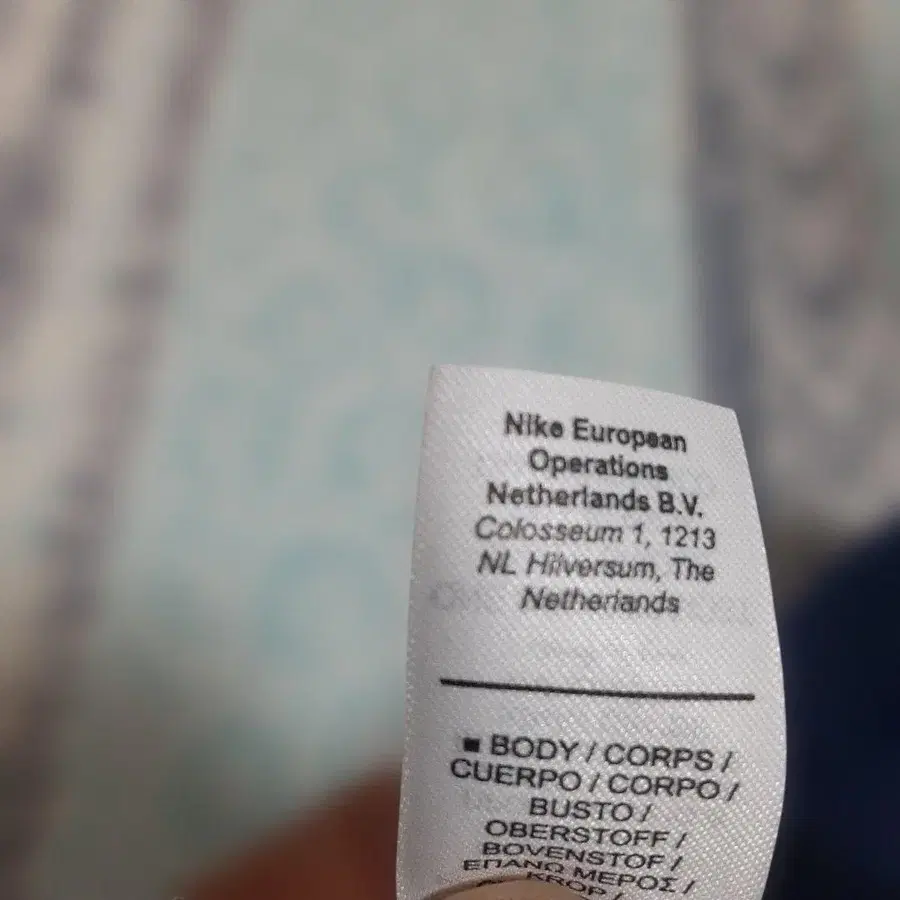 Nike European
Operations
Netherlands B.V.
Colosseum 1, 1213
NL Hilversum, The
Netherlands
■ BODY / CORPS /
CUERPO / CORPO /
BUSTO /
OBERSTOFF /
BOVENSTOF /
ΕΠΑΝΩ ΜΕΡΟΣ /
KROP /